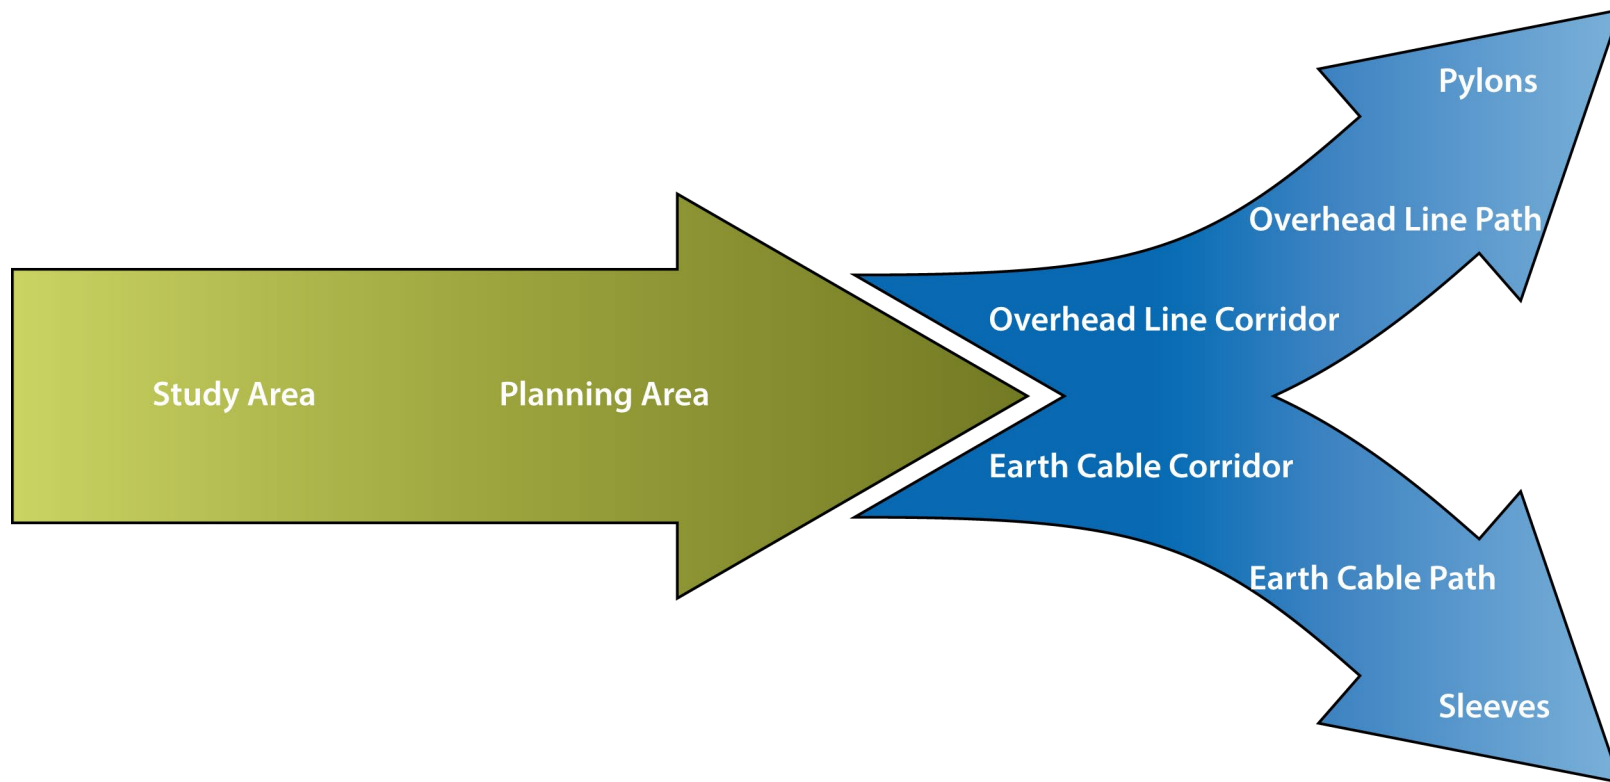 Study Area
Planning Area
Overhead Line Corridor
Overhead Line Path
Pylons
Earth Cable Corridor
Earth Cable Path
Sleeves